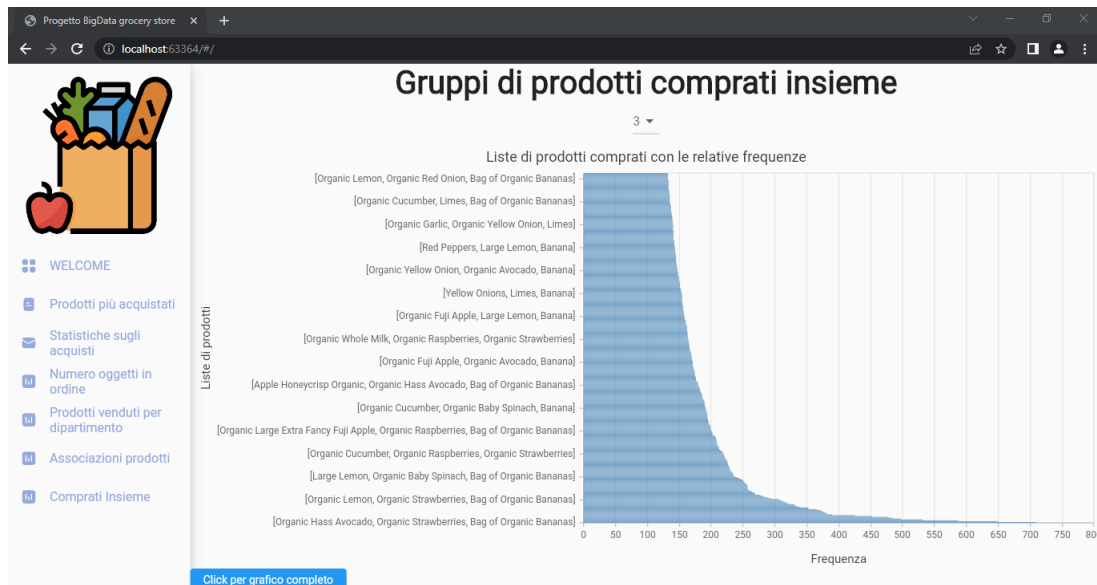 Progetto BigData grocery store
localhost:63364/#/
Gruppi di prodotti comprati insieme
3
WELCOME
Prodotti più acquistati
Statistiche sugli
acquisti
Numero oggetti in
ordine
Prodotti venduti per
dipartimento
Associazioni prodotti
Comprati Insieme
Liste di prodotti comprati con le relative frequenze
Liste di prodotti
[Organic Lemon, Organic Red Onion, Bag of Organic Bananas]
[Organic Cucumber, Limes, Bag of Organic Bananas]
[Organic Garlic, Organic Yellow Onion, Limes]
[Red Peppers, Large Lemon, Banana]
[Organic Yellow Onion, Organic Avocado, Banana]
[Yellow Onions, Limes, Banana]
[Organic Fuji Apple, Large Lemon, Banana]
[Organic Whole Milk, Organic Raspberries, Organic Strawberries]
[Organic Fuji Apple, Organic Avocado, Banana]
[Apple Honeycrisp Organic, Organic Hass Avocado, Bag of Organic Bananas]
[Organic Cucumber, Organic Baby Spinach, Banana]
[Organic Large Extra Fancy Fuji Apple, Organic Raspberries, Bag of Organic Bananas]
[Organic Cucumber, Organic Raspberries, Organic Strawberries]
[Large Lemon, Organic Baby Spinach, Bag of Organic Bananas]
[Organic Lemon, Organic Strawberries, Bag of Organic Bananas]
[Organic Hass Avocado, Organic Strawberries, Bag of Organic Bananas]
0 50 100 150 200 250 300 350 400 450 500 550 600 650 700 750 80
Frequenza
Click per grafico completo